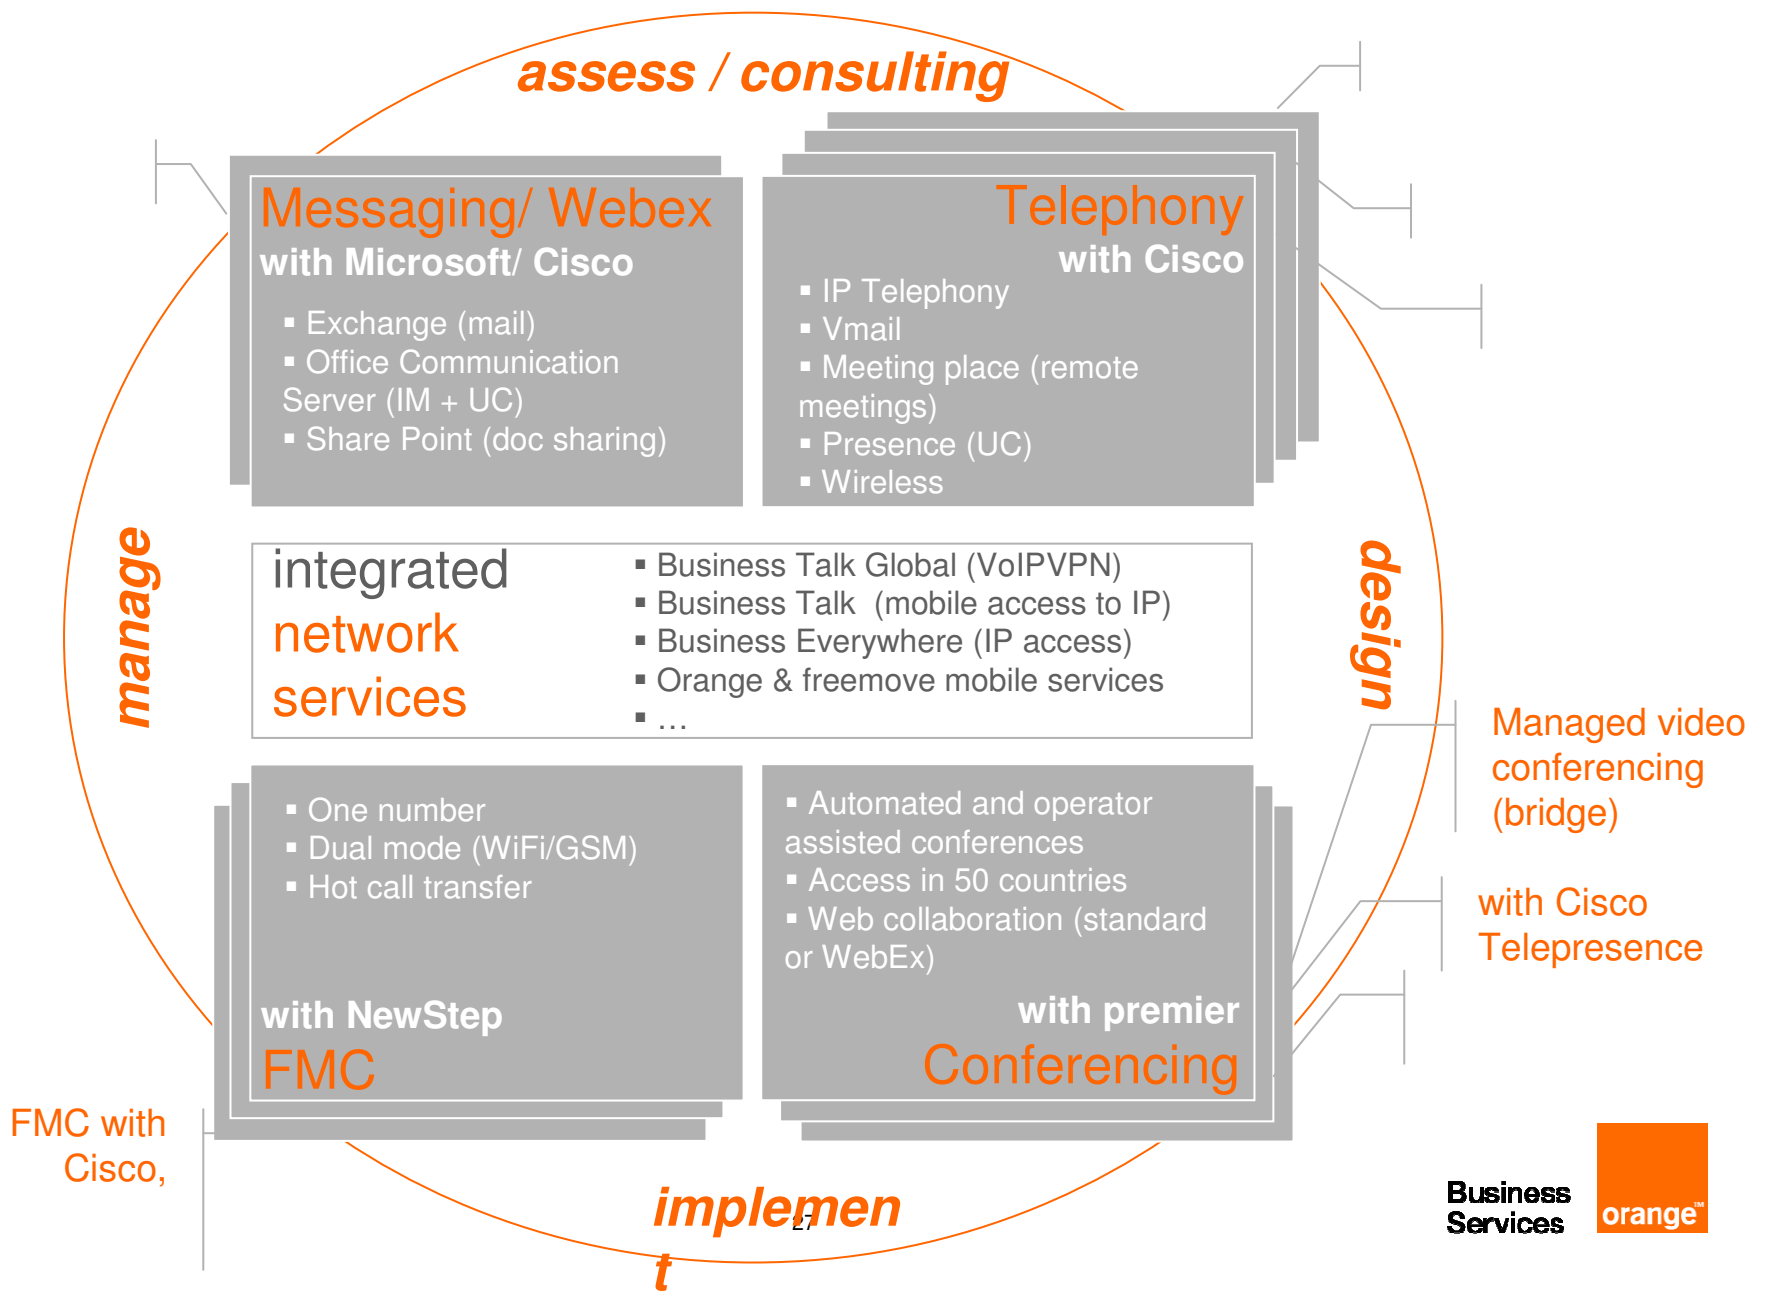 assess / consulting
Messaging/ Webex
with Microsoft/ Cisco
▪ Exchange (mail)
▪ Office Communication
Server (IM + UC)
▪ Share Point (doc sharing)
Telephony
with Cisco
▪ IP Telephony
▪ Vmail
▪ Meeting place (remote
meetings)
▪ Presence (UC)
▪ Wireless
manage
integrated
network
services
▪ Business Talk Global (VoIPVPN)
▪ Business Talk  (mobile access to IP)
▪ Business Everywhere (IP access)
▪ Orange & freemove mobile services
▪ …
design
▪ One number
▪ Dual mode (WiFi/GSM)
▪ Hot call transfer
with NewStep
FMC
▪ Automated and operator
assisted conferences
▪ Access in 50 countries
▪ Web collaboration (standard
or WebEx)
with premier
Conferencing
Managed video
conferencing
(bridge)
with Cisco
Telepresence
FMC with
Cisco,
implemen
t
27
Business
Services
orange™